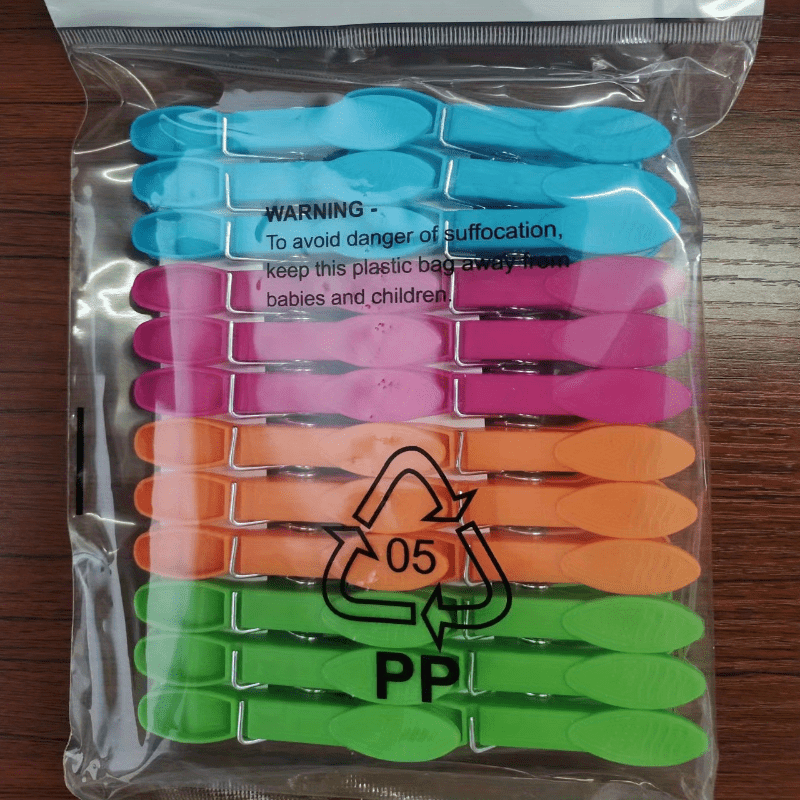 WARNING -
To avoid danger of suffocation,
keep this plastic bag away from
babies and children.
05
PP